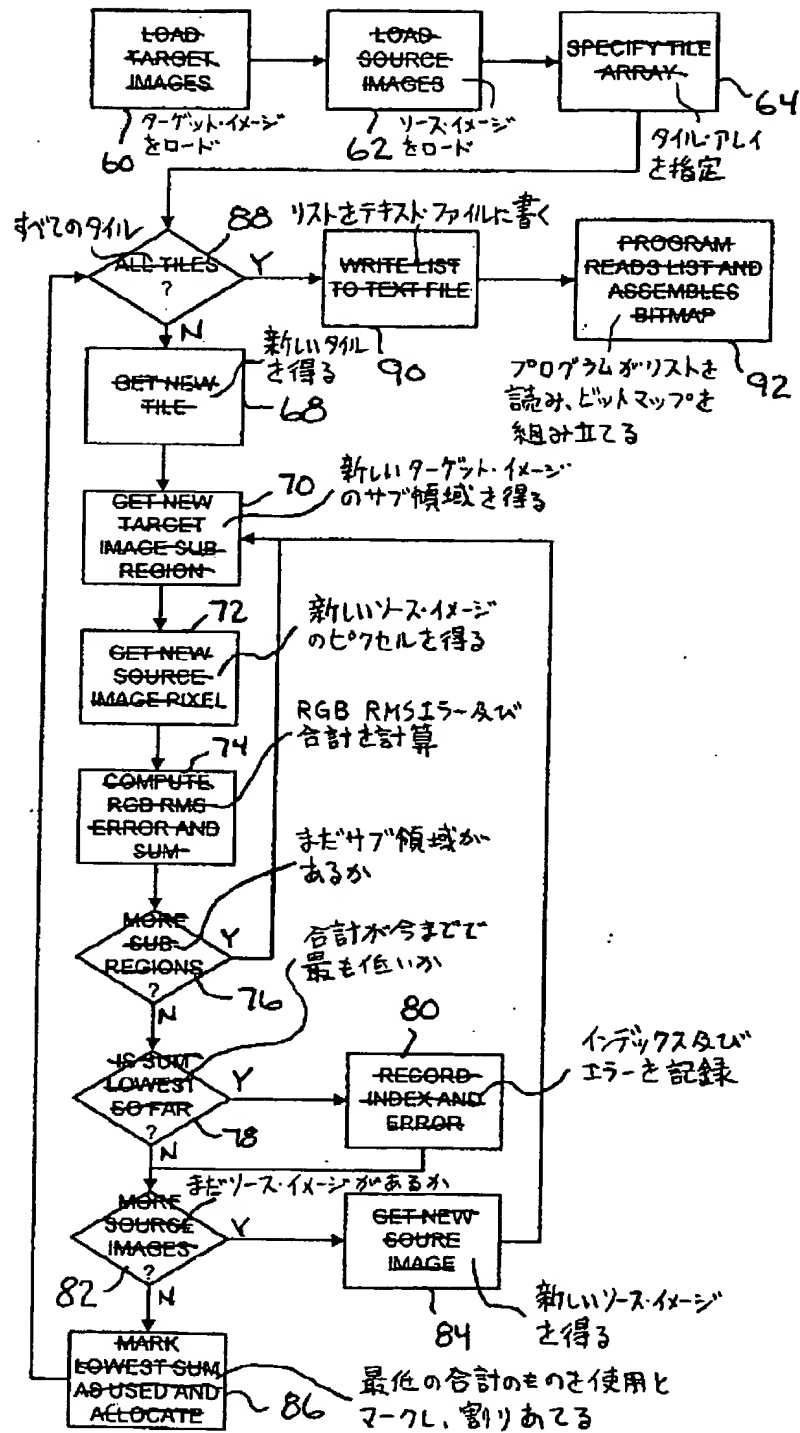 LOAD
TARGET
IMAGES
60
ターゲット・イメージ
をロード
LOAD
SOURCE
IMAGES
62
ソース・イメージ
をロード
SPECIFY TILE
ARRAY
64
タイル・アレイ
を指定
すべてのタイル
88
ALL TILES
?
Y
N
リストをテキスト・ファイルに書く
WRITE LIST
TO TEXT FILE
90
PROGRAM
READS LIST AND
ASSEMBLES
BITMAP
92
プログラムがリストを
読み、ビットマップを
組み立てる
新しいタイル
を得る
GET NEW
TILE
68
70
新しいターゲット・イメージ
のサブ領域を得る
GET NEW
TARGET
IMAGE SUB-
REGION
72
新しいソース・イメージ
のピクセルを得る
GET NEW
SOURCE
IMAGE PIXEL
RGB RMSエラー及び
合計を計算
74
COMPUTE
RGB RMS
ERROR AND
SUM
まだサブ領域が
あるか
MORE
SUB-
REGIONS
?
Y
76
N
合計が今までで
最も低いか
IS SUM
LOWEST
SO FAR
?
Y
78
N
80
RECORD
INDEX AND
ERROR
インデックス及び
エラーを記録
まだソース・イメージがあるか
MORE
SOURCE
IMAGES
?
Y
82
N
GET NEW
SOURE
IMAGE
84
新しいソース・イメージ
を得る
MARK
LOWEST SUM
AS USED AND
ALLOCATE
86
最低の合計のものを使用と
マークし、割りあてる